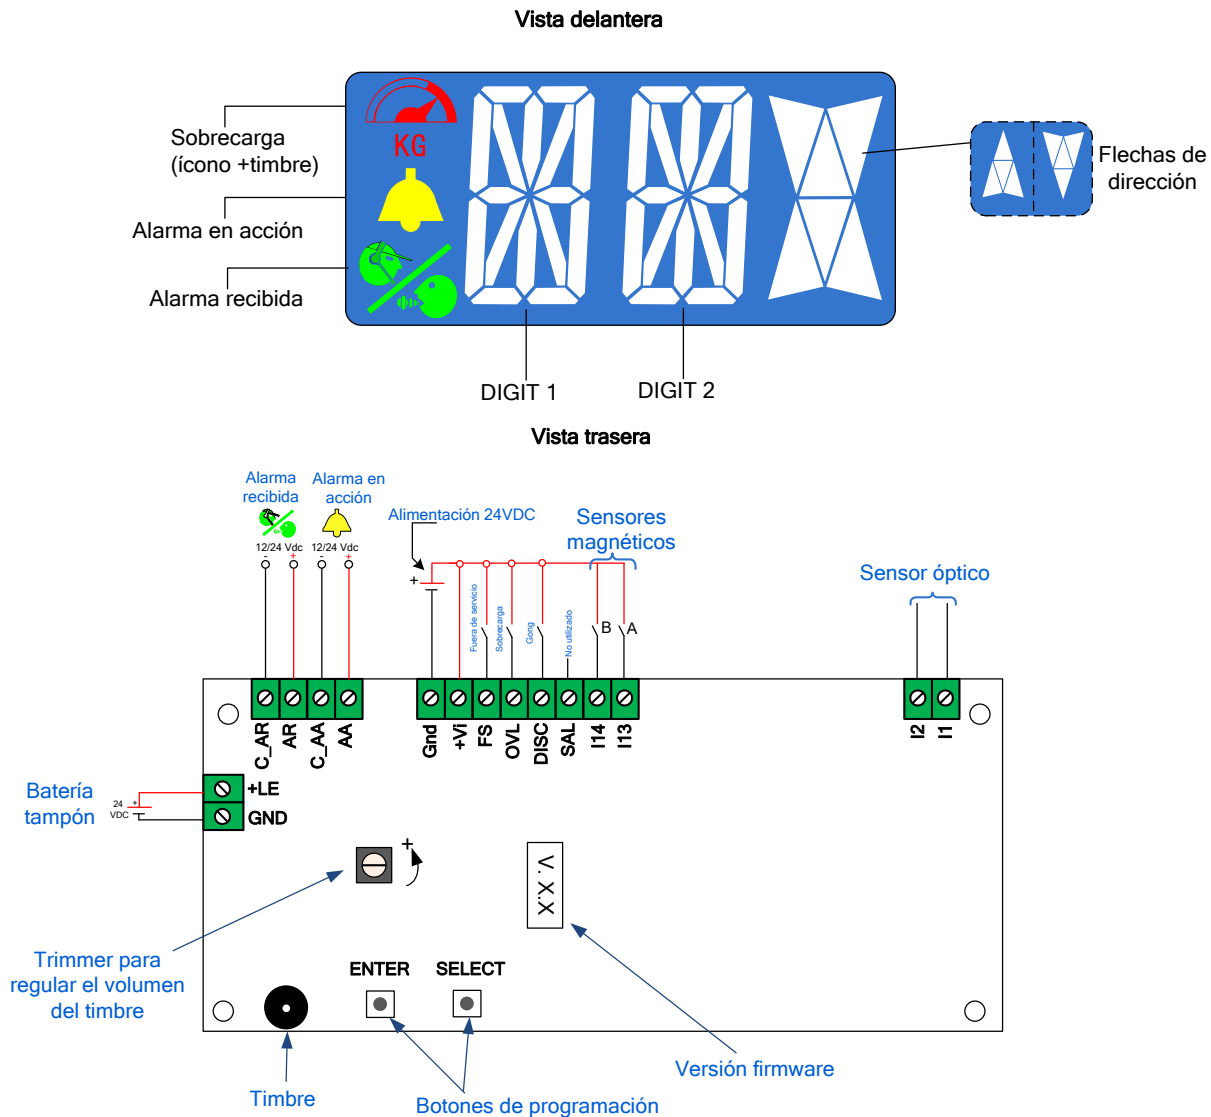 Vista delantera
Sobrecarga
(ícono +timbre)
KG
Alarma en acción
Alarma recibida
Flechas de
dirección
DIGIT 1
DIGIT 2
Vista trasera
Alarma
recibida
Alarma en
acción
Alimentación 24VDC
Sensores
magnéticos
Sensor óptico
12/24 Vdc
12/24 Vdc
- + - +
+
Fuera de servicio
Sobrecarga
Gong
No utilizado
B
A
C_AR
AR
C_AA
AA
Gnd
+Vi
FS
OVL
DISC
SAL
I14
I13
I2
I1
Batería
tampón
24
VDC
+
+LE
GND
+
V. X.X
Trimmer para
regular el volumen
del timbre
ENTER
SELECT
Timbre
Botones de programación
Versión firmware